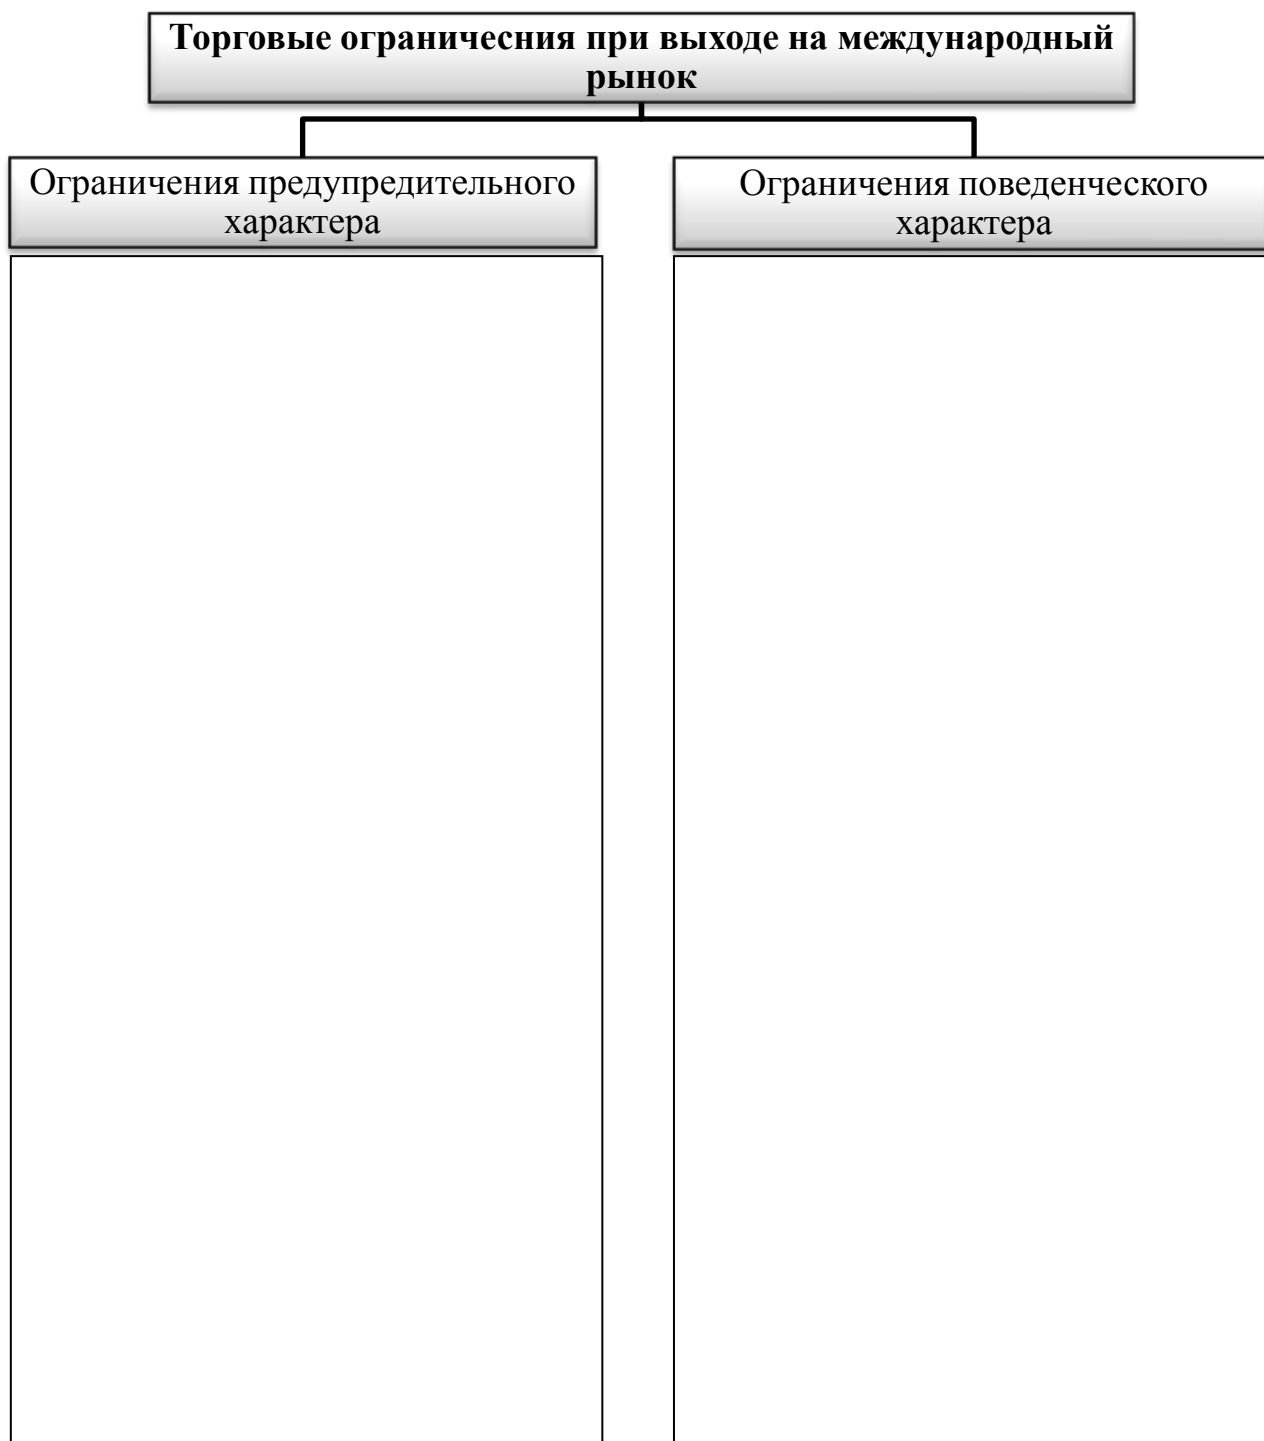 Торговые ограничесния при выходе на международный
рынок
Ограничения предупредительного
характера
Ограничения поведенческого
характера